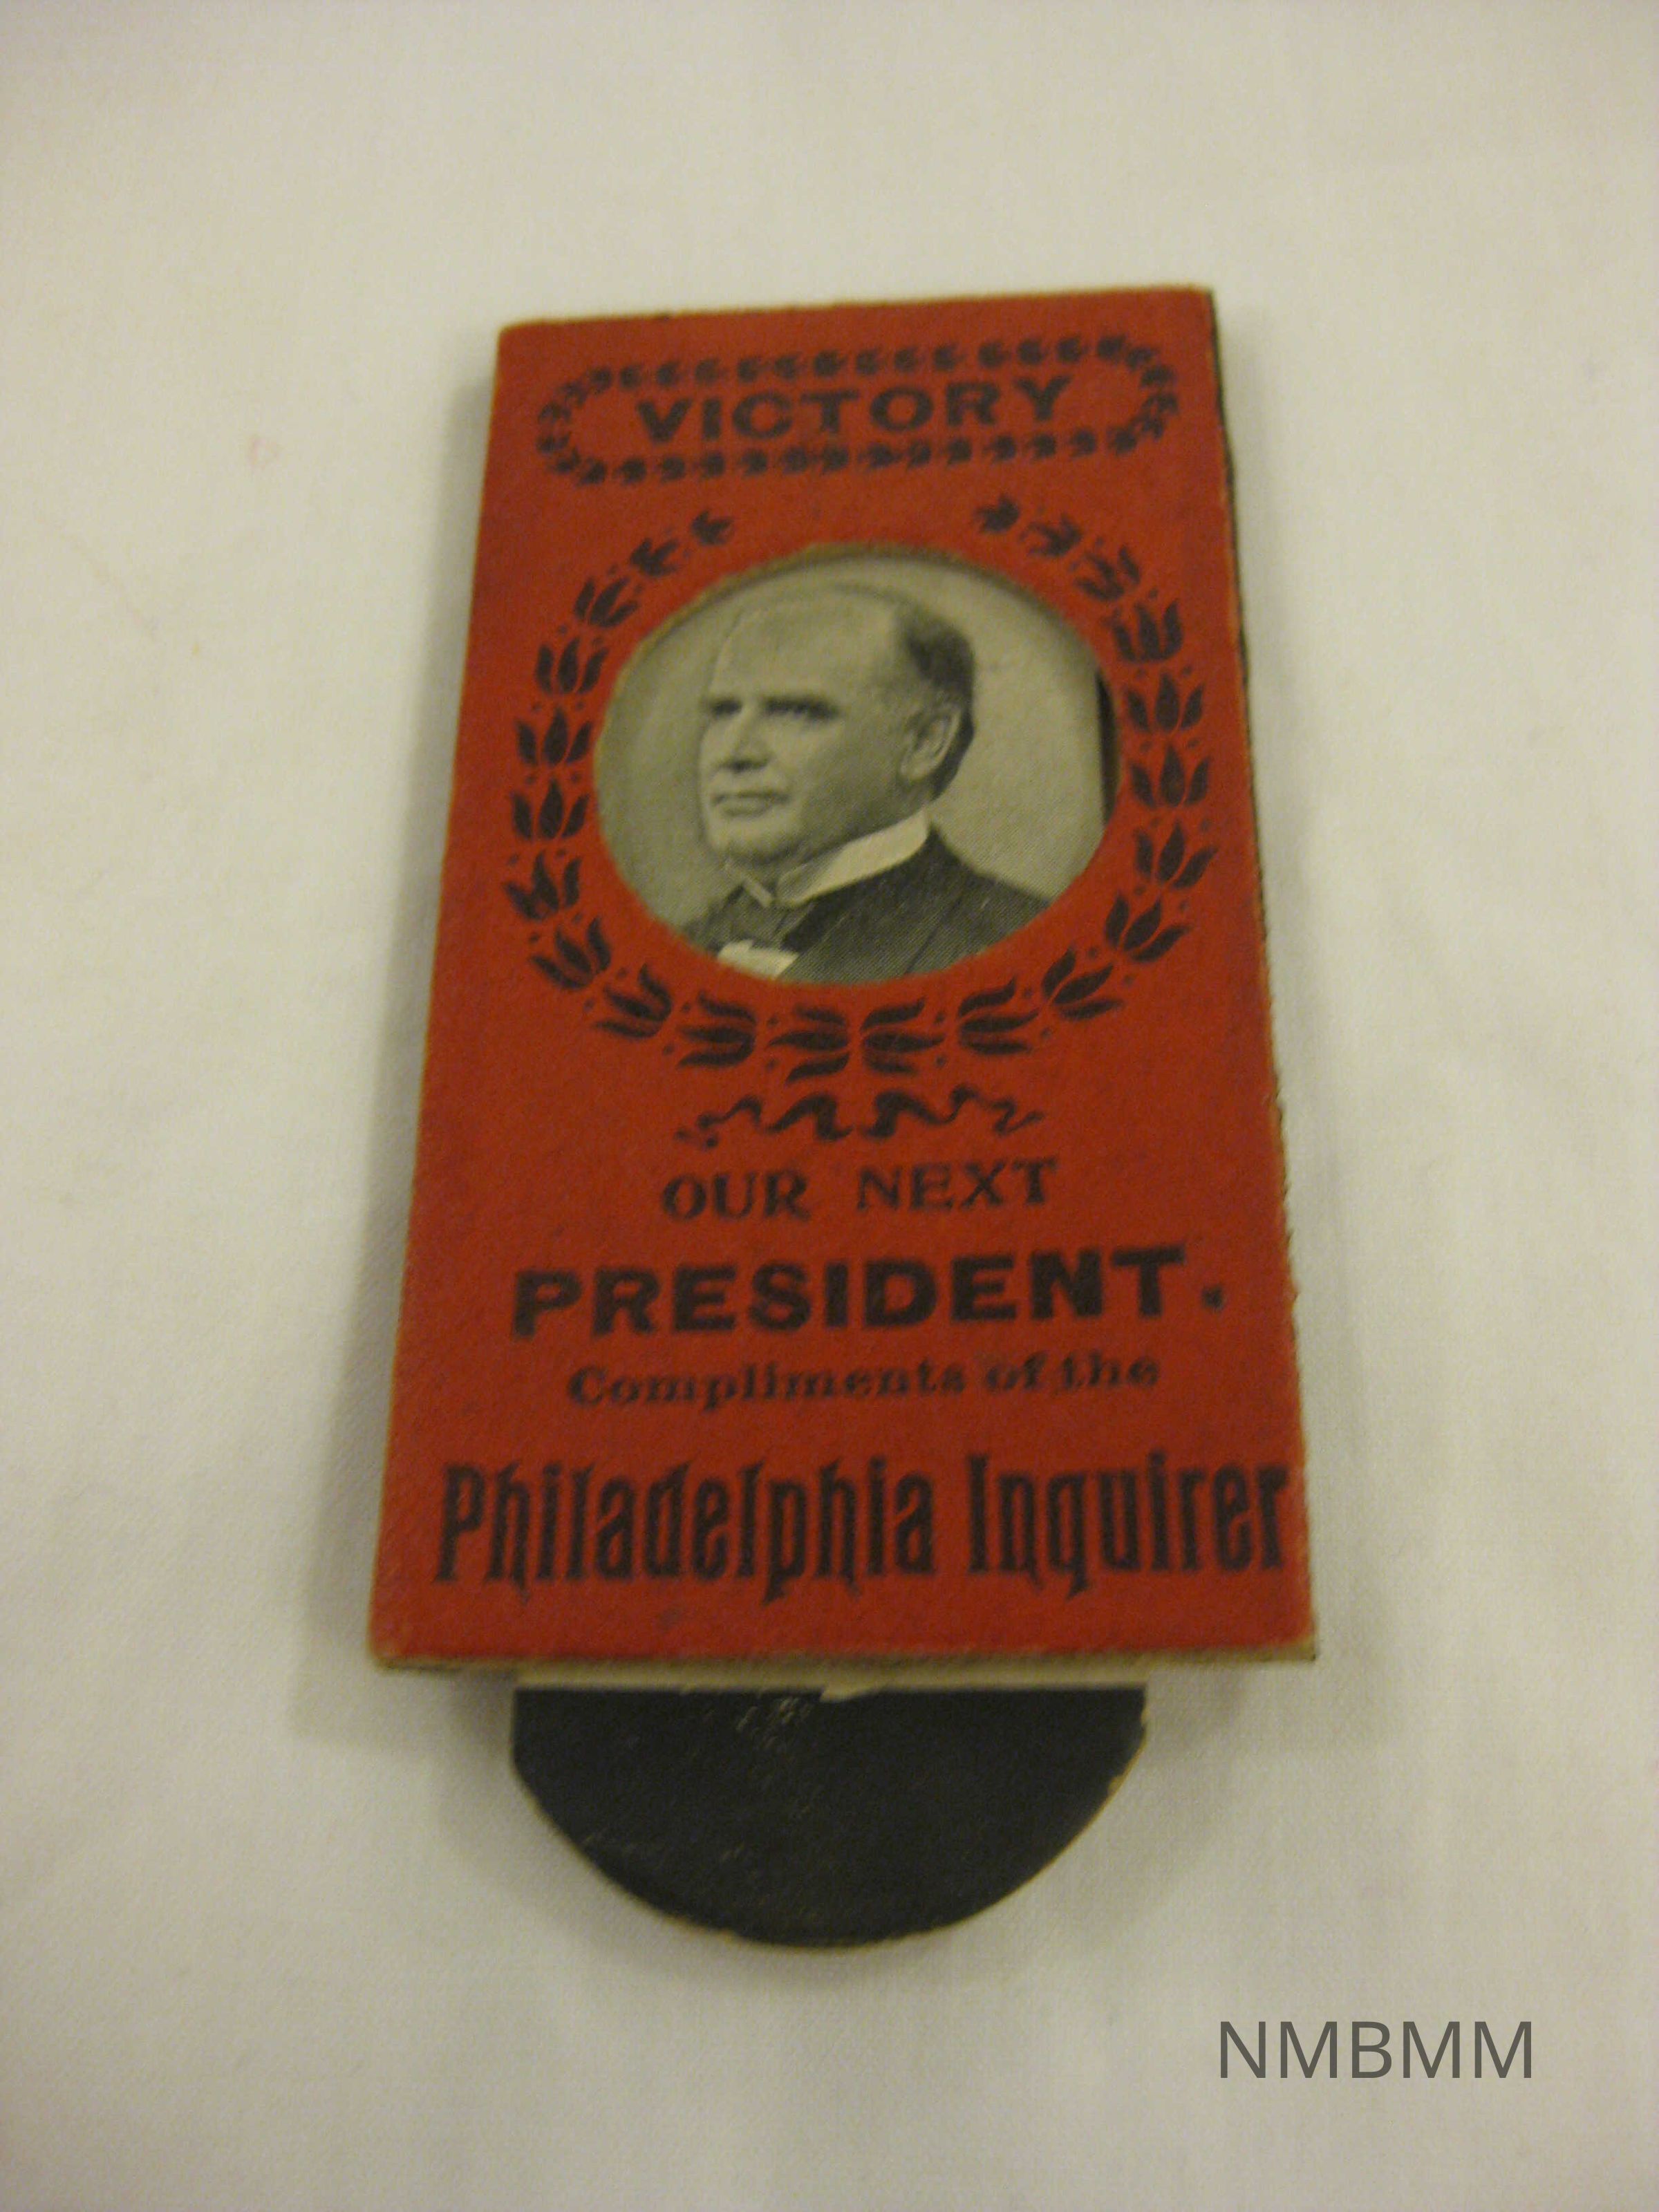 VICTORY
OUR NEXT
PRESIDENT.
Compliments of the
Philadelphia Inquirer
NMBMM